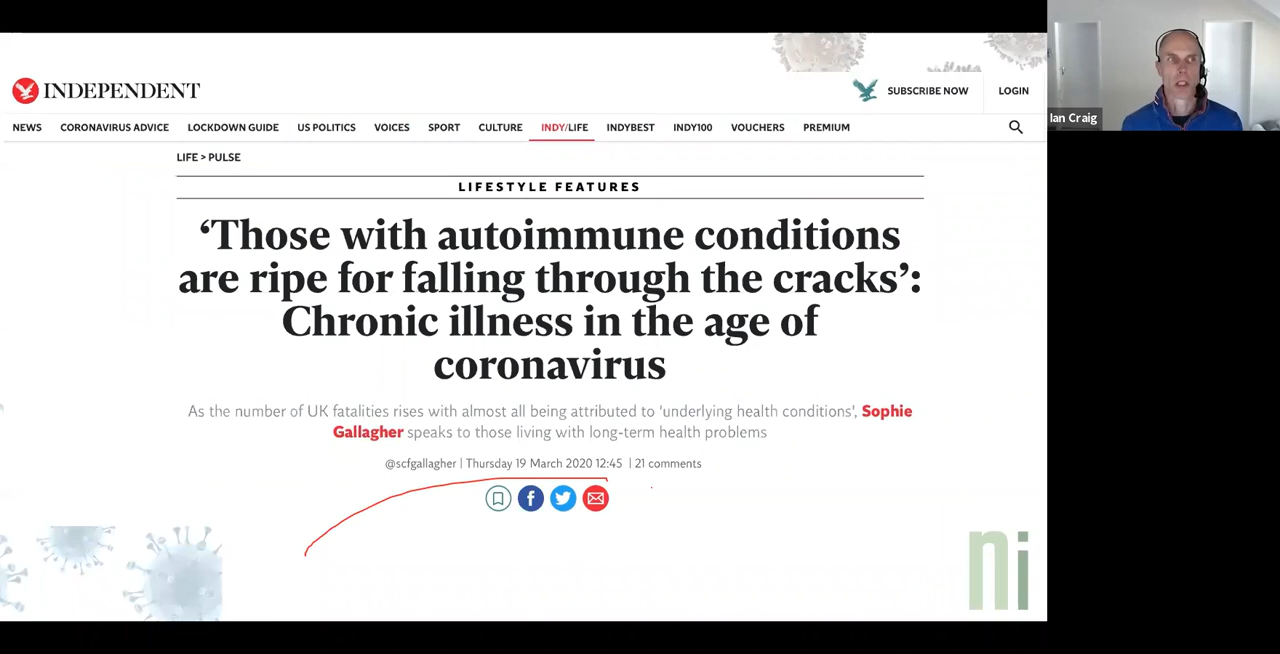 INDEPENDENT
SUBSCRIBE NOW
LOGIN
NEWS CORONAVIRUS ADVICE LOCKDOWN GUIDE US POLITICS VOICES SPORT CULTURE INDY/LIFE INDYBEST INDY100 VOUCHERS PREMIUM
LIFE > PULSE
LIFESTYLE FEATURES
‘Those with autoimmune conditions
are ripe for falling through the cracks’:
Chronic illness in the age of
coronavirus
As the number of UK fatalities rises with almost all being attributed to 'underlying health conditions', Sophie
Gallagher speaks to those living with long-term health problems
@scfgallagher | Thursday 19 March 2020 12:45 | 21 comments
ni
Ian Craig